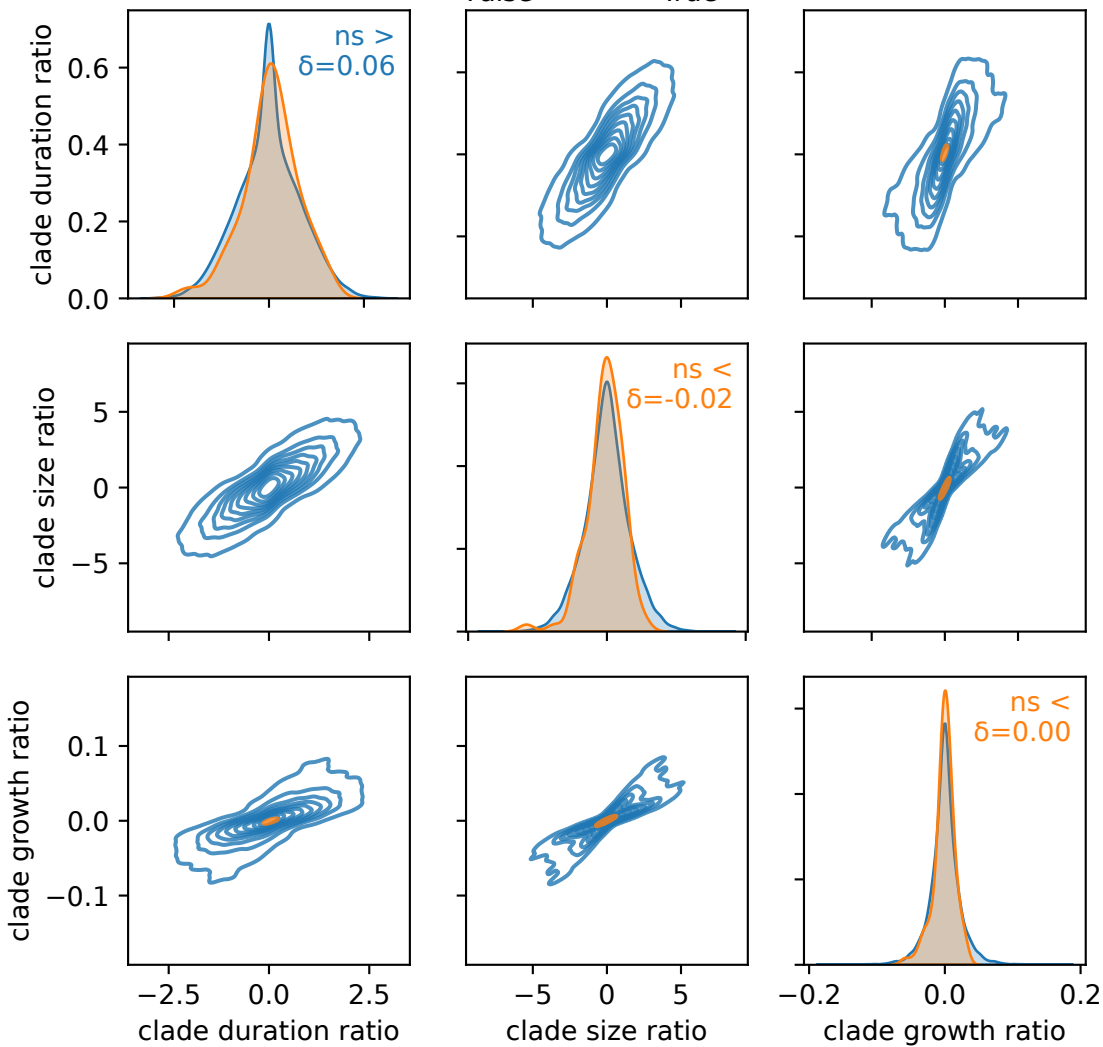 ns >
δ=0.06
clade duration ratio
0.6
0.4
0.2
0.0
−5
0
5
ns <
δ=-0.02
clade size ratio
5
0
−5
ns <
δ=0.00
clade growth ratio
0.1
0.0
−0.1
−2.5
0.0
2.5
−5
0
5
−0.2
0.0
0.2
clade duration ratio
clade size ratio
clade growth ratio